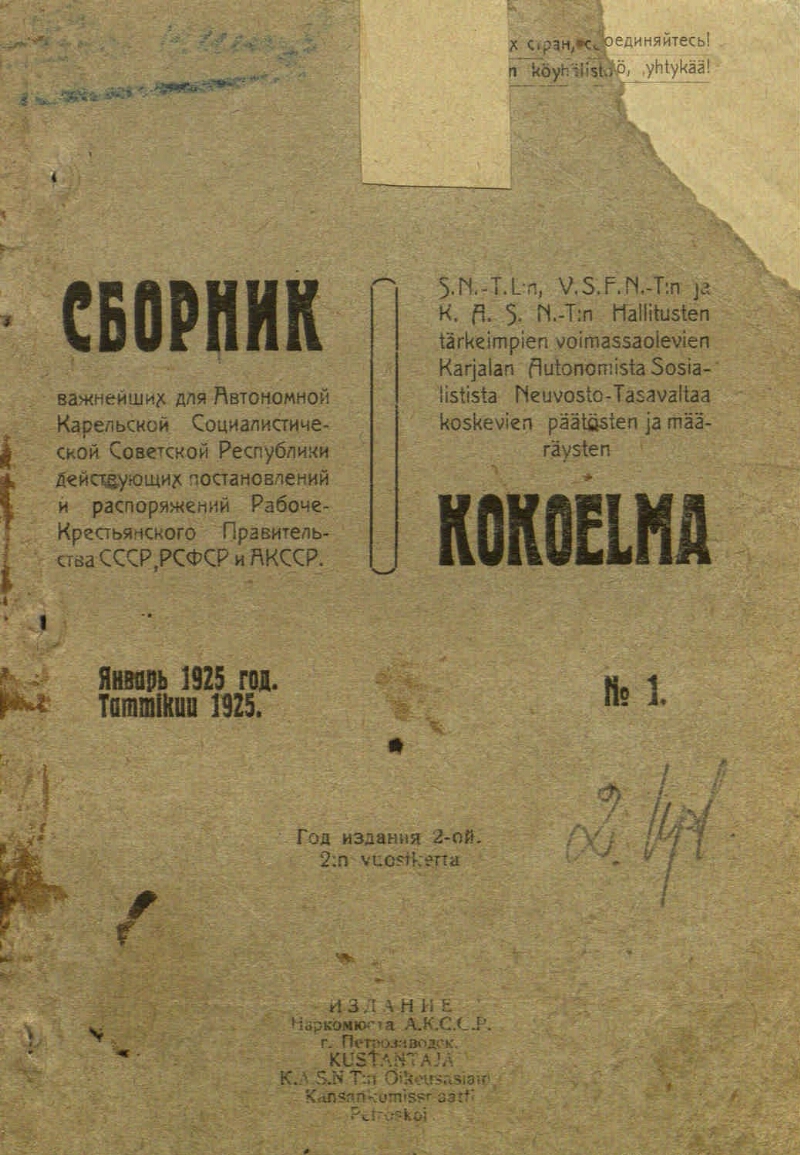 х стран, соединяйтесь!
n köyhälistö, yhtykää!
СБОРНИК
важнейших для Автономной
Карельской Социалистиче-
ской Советской Республики
действующих постановлений
и распоряжений Рабоче-
Крестьянского Правитель-
ства СССР, РСФСР и АКССР.
S.N.-T.L:n, V.S.F.N.-T:n ja
K. A. S. N.-T:n Hallitusten
tärkeimpien voimassaolevien
Karjalan Autonomista Sosia-
listista Neuvosto-Tasavaltaa
koskevien päätösten ja mää-
räysten
KOKOELMA
Январь 1925 год.
Tammikuu 1925.
№ 1.
Год издания 2-ой.
2:n vuosikerta
ИЗДАНИЕ
Наркомюста А.К.С.С.Р.
г. Петрозаводск.
KUSTANTAJA
K. A. S.N T:n Oikeusasiain
Kansankomissariaatti
Petroskoi